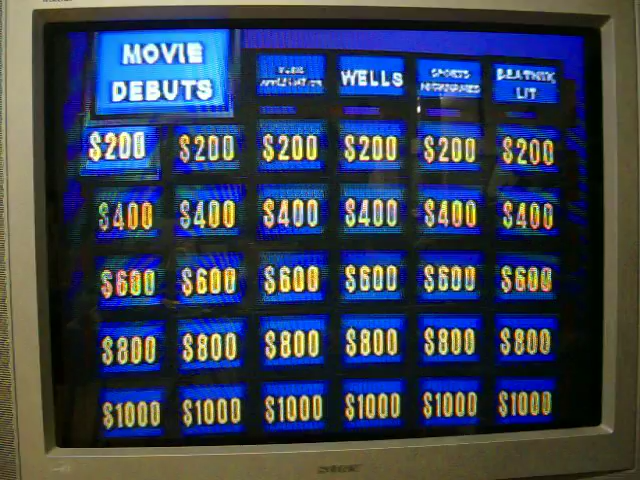 MOVIE
DEBUTS
WELLS
SPORTS
NICKNAMES
BEATNIK
LIT
$200 $200 $200 $200 $200 $200
$400 $400 $400 $400 $400 $400
$600 $600 $600 $600 $600 $600
$800 $800 $800 $800 $800 $800
$1000 $1000 $1000 $1000 $1000 $1000